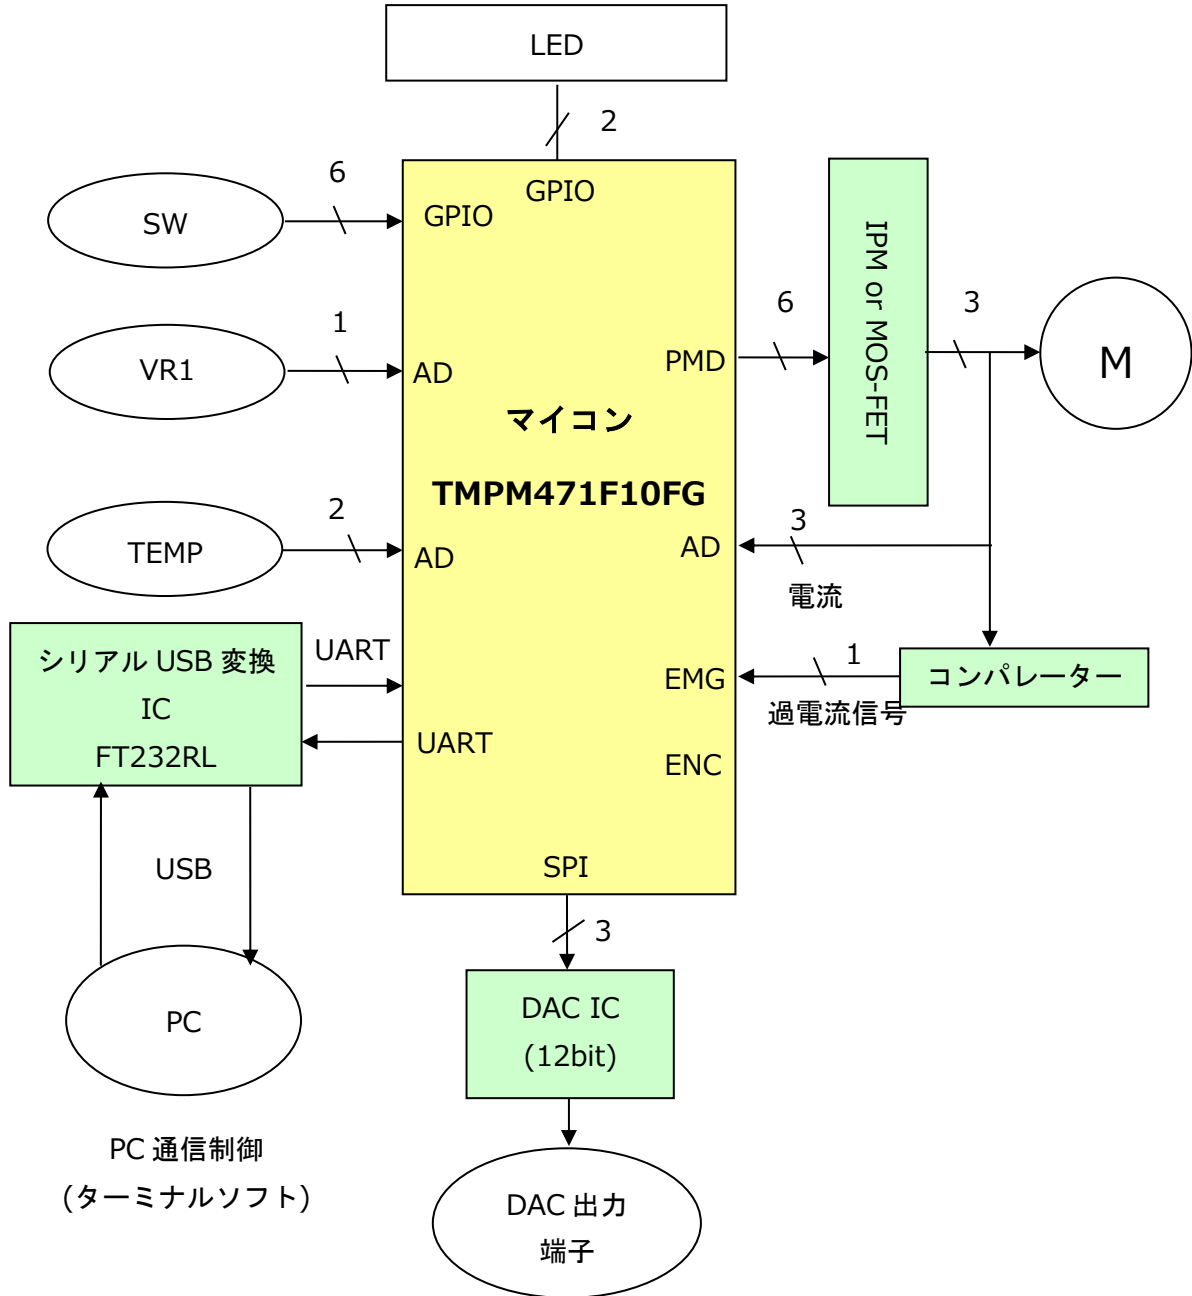 LED
2
GPIO
6
SW
GPIO
1
VR1
AD
PMD
6
IPM or MOS-FET
3
M
マイコン
TMPM471F10FG
2
TEMP
AD
3
AD
電流
シリアル USB 変換
IC
FT232RL
UART
UART
EMG
1
過電流信号
コンパレーター
ENC
USB
SPI
3
PC
DAC IC
(12bit)
PC 通信制御
(ターミナルソフト)
DAC 出力
端子